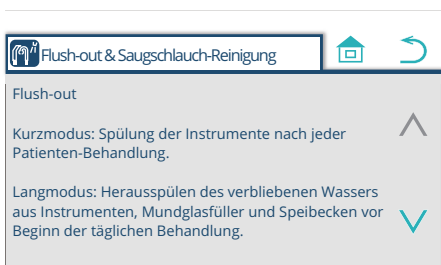 Flush-out & Saugschlauch-Reinigung
Flush-out
Kurzmodus: Spülung der Instrumente nach jeder
Patienten-Behandlung.
Langmodus: Herausspülen des verbliebenen Wassers
aus Instrumenten, Mundglasfüller und Speibecken vor
Beginn der täglichen Behandlung.